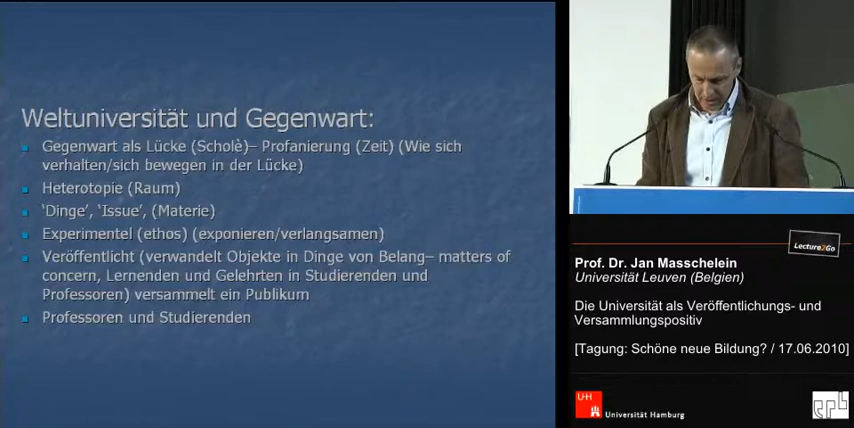 Weltuniversität und Gegenwart:
Gegenwart als Lücke (Scholè)– Profanierung (Zeit) (Wie sich
verhalten/sich bewegen in der Lücke)
Heterotopie (Raum)
‘Dinge’, ‘Issue’, (Materie)
Experimentel (ethos) (exponieren/verlangsamen)
Veröffentlicht (verwandelt Objekte in Dinge von Belang– matters of
concern, Lernenden und Gelehrten in Studierenden und
Professoren) versammelt ein Publikum
Professoren und Studierenden
Lecture2Go
Prof. Dr. Jan Masschelein
Universität Leuven (Belgien)
Die Universität als Veröffentlichungs- und
Versammlungspositiv
[Tagung: Schöne neue Bildung? / 17.06.2010]
UHH
Universität Hamburg
epb